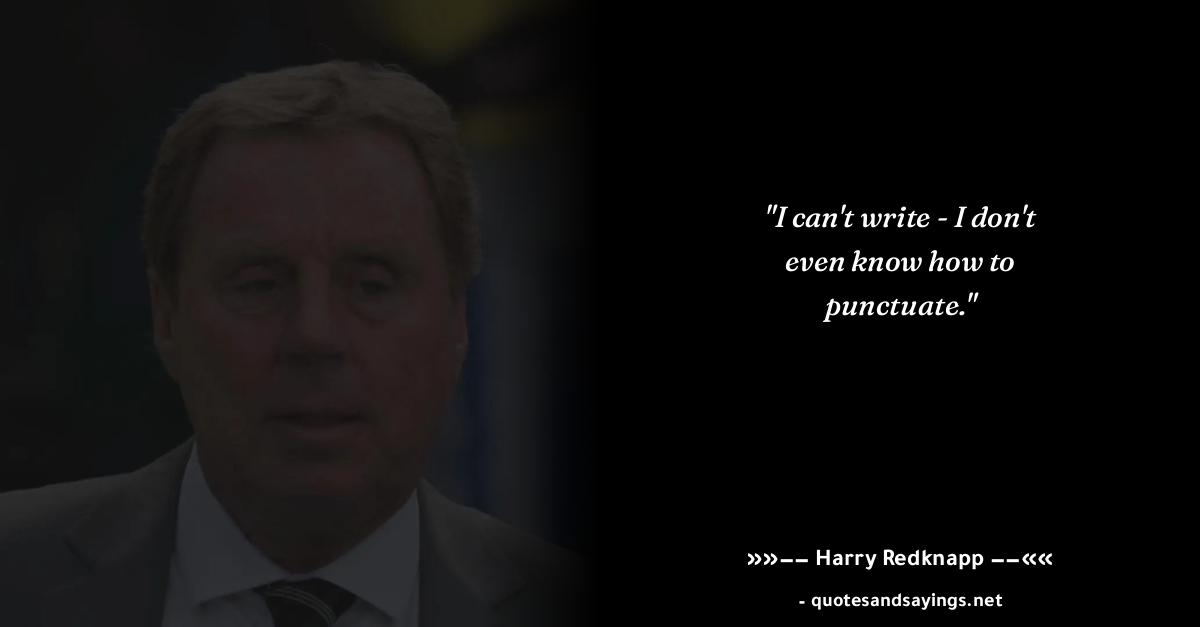 "I can't write - I don't
even know how to
punctuate."
»»−− Harry Redknapp −−««
- quotesandsayings.net